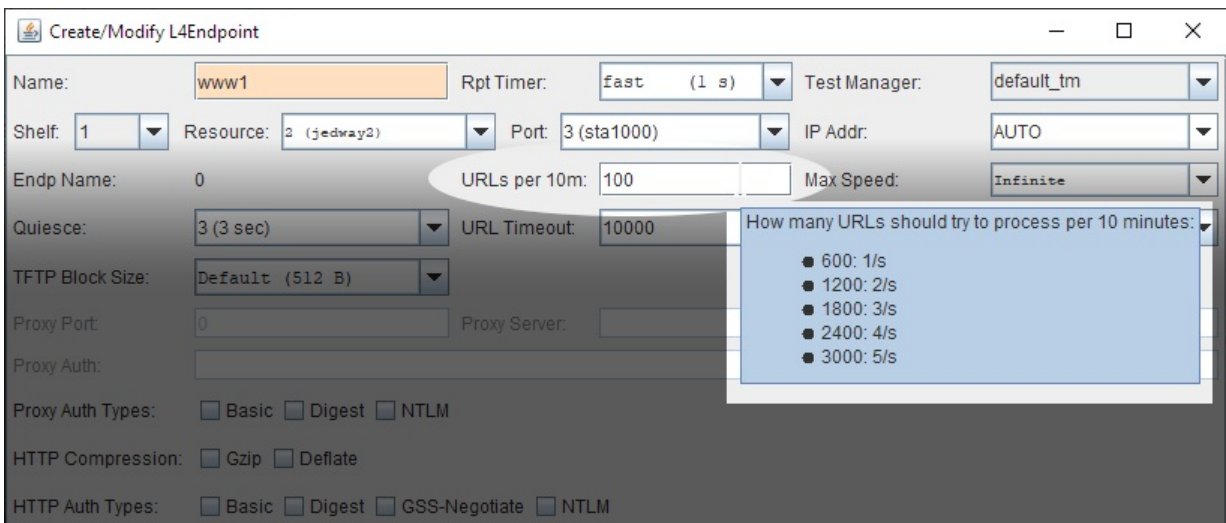 Create/Modify L4Endpoint
Name: www1 Rpt Timer: fast (1 s) Test Manager: default_tm
Shelf: 1 Resource: 2 (jedway2) Port: 3 (sta1000) IP Addr: AUTO
Endp Name: 0 URLs per 10m: 100 Max Speed: Infinite
Quiesce: 3 (3 sec) URL Timeout: 10000
How many URLs should try to process per 10 minutes:
600: 1/s
1200: 2/s
1800: 3/s
2400: 4/s
3000: 5/s
TFTP Block Size: Default (512 B)
Proxy Port: 0 Proxy Server:
Proxy Auth:
Proxy Auth Types: Basic Digest NTLM
HTTP Compression: Gzip Deflate
HTTP Auth Types: Basic Digest GSS-Negotiate NTLM